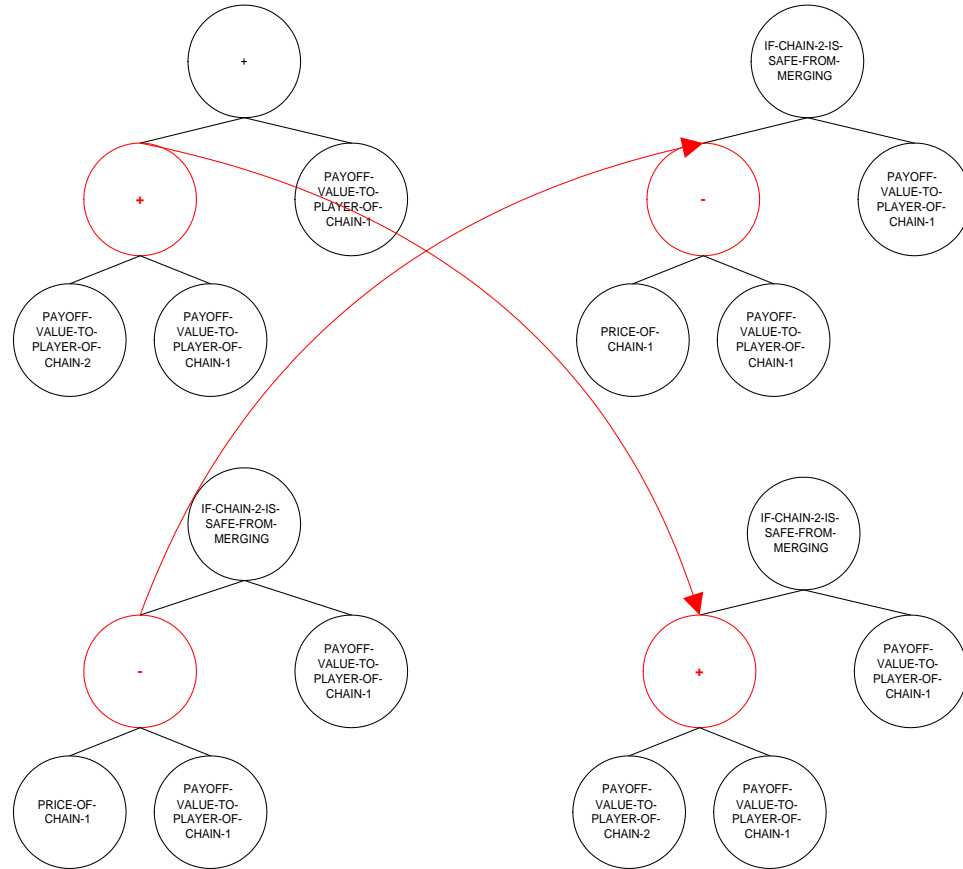 +
IF-CHAIN-2-IS-
SAFE-FROM-
MERGING
+
PAYOFF-
VALUE-TO-
PLAYER-OF-
CHAIN-1
-
PAYOFF-
VALUE-TO-
PLAYER-OF-
CHAIN-1
PAYOFF-
VALUE-TO-
PLAYER-OF-
CHAIN-2
PAYOFF-
VALUE-TO-
PLAYER-OF-
CHAIN-1
PRICE-OF-
CHAIN-1
PAYOFF-
VALUE-TO-
PLAYER-OF-
CHAIN-1
IF-CHAIN-2-IS-
SAFE-FROM-
MERGING
IF-CHAIN-2-IS-
SAFE-FROM-
MERGING
-
PAYOFF-
VALUE-TO-
PLAYER-OF-
CHAIN-1
+
PAYOFF-
VALUE-TO-
PLAYER-OF-
CHAIN-1
PRICE-OF-
CHAIN-1
PAYOFF-
VALUE-TO-
PLAYER-OF-
CHAIN-1
PAYOFF-
VALUE-TO-
PLAYER-OF-
CHAIN-2
PAYOFF-
VALUE-TO-
PLAYER-OF-
CHAIN-1